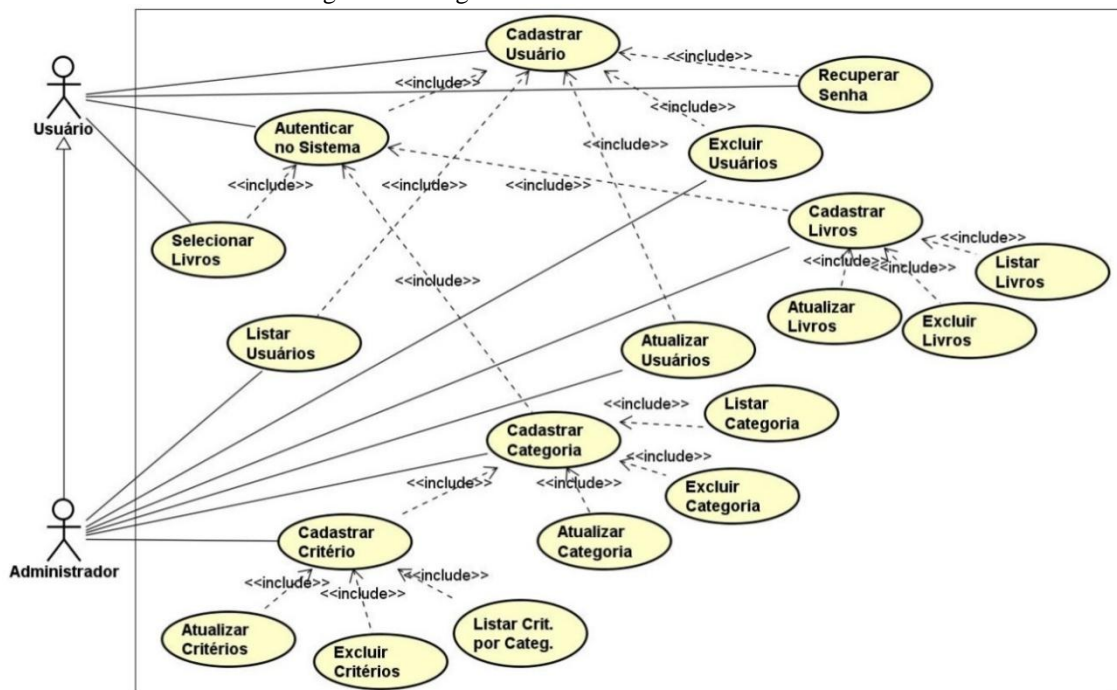 Cadastrar
Usuário
<<include>>
Recuperar
Senha
<<include>>
<<include>>
Usuário
Autenticar
no Sistema
Excluir
Usuários
<<include>>
<<include>>
<<include>>
<<include>>
Selecionar
Livros
Cadastrar
Livros
<<include>>
Listar
Livros
<<include>>
<<include>>
<<include>>
Atualizar
Livros
Excluir
Livros
Listar
Usuários
Atualizar
Usuários
<<include>>
Listar
Categoria
Cadastrar
Categoria
<<include>>
Excluir
Categoria
<<include>>
<<include>>
Atualizar
Categoria
Cadastrar
Critério
Administrador
<<include>>
<<include>>
<<include>>
Atualizar
Critérios
Excluir
Critérios
Listar Crit.
por Categ.